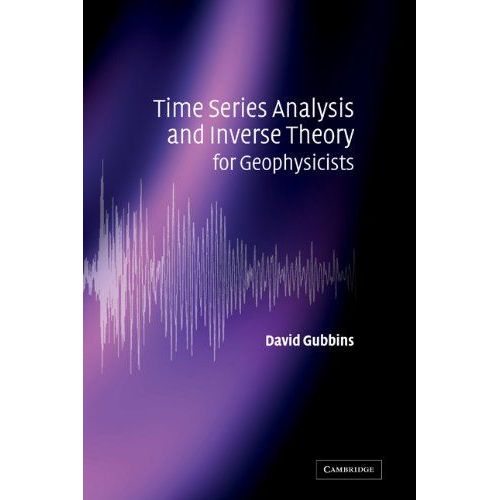 Time Series Analysis
and Inverse Theory
for Geophysicists
David Gubbins
CAMBRIDGE